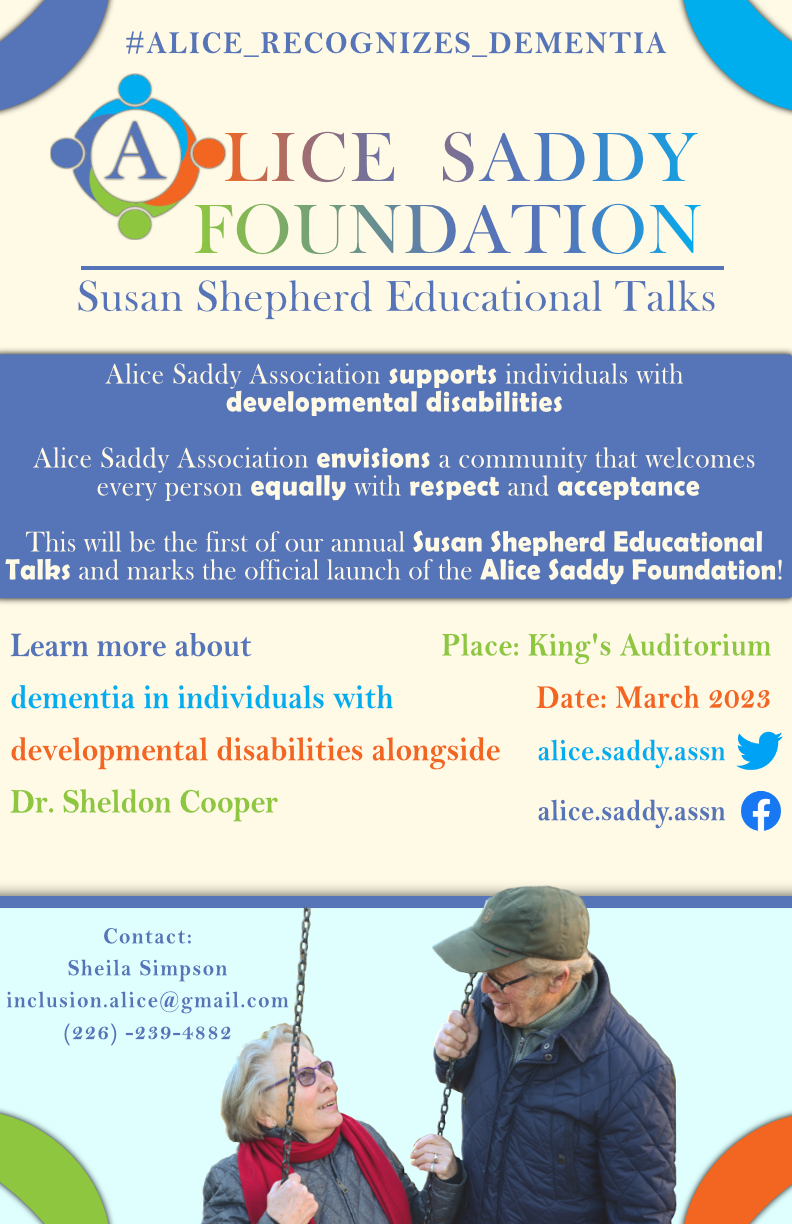 #ALICE_RECOGNIZES_DEMENTIA
ALICE SADDY
FOUNDATION
Susan Shepherd Educational Talks
Alice Saddy Association supports individuals with
developmental disabilities
Alice Saddy Association envisions a community that welcomes
every person equally with respect and acceptance
This will be the first of our annual Susan Shepherd Educational
Talks and marks the official launch of the Alice Saddy Foundation!
Learn more about
dementia in individuals with
developmental disabilities alongside
Dr. Sheldon Cooper
Place: King's Auditorium
Date: March 2023
alice.saddy.assn
alice.saddy.assn
Contact:
Sheila Simpson
inclusion.alice@gmail.com
(226) -239-4882